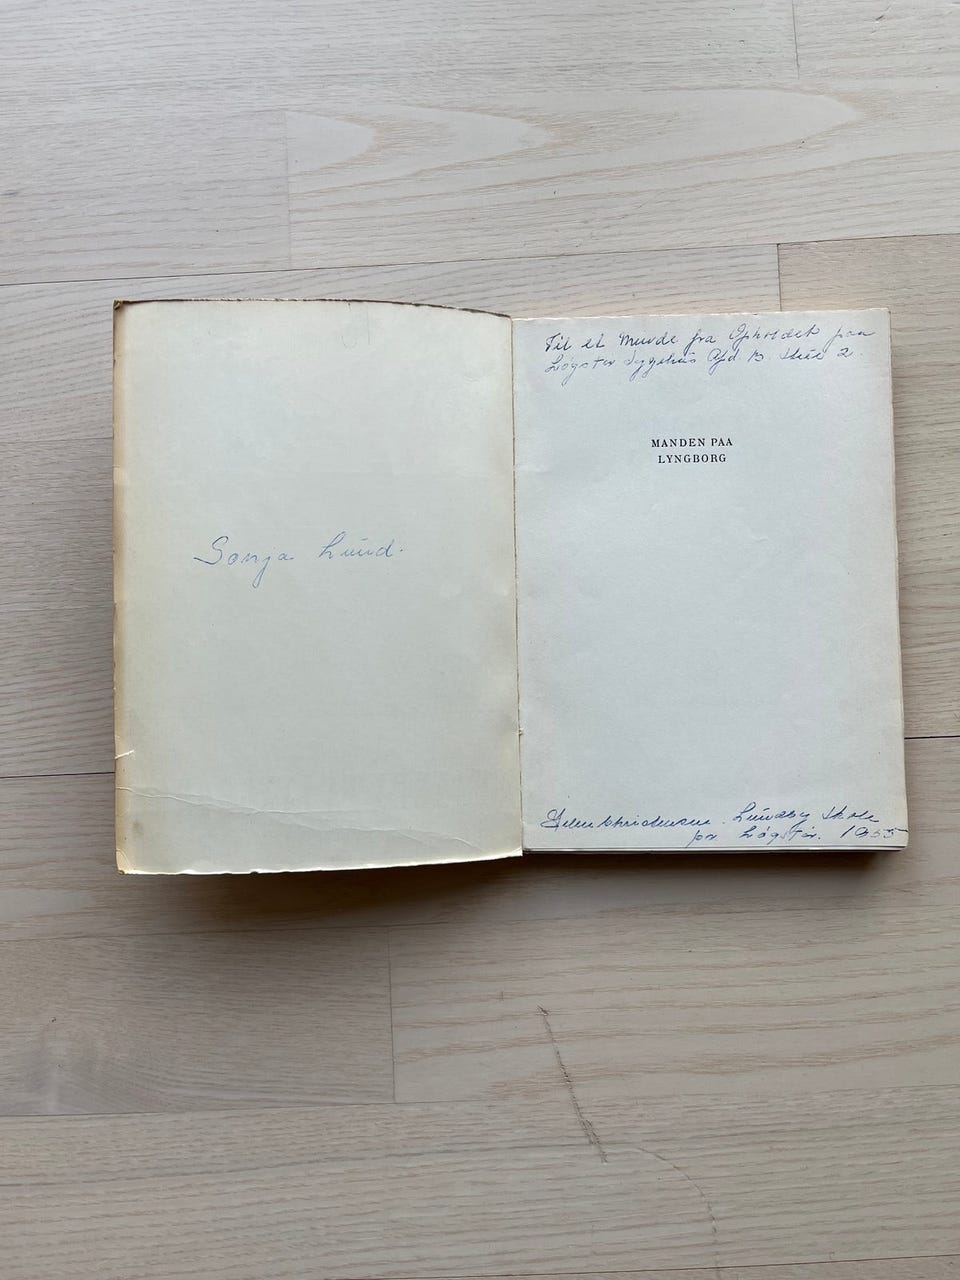 Sonja Lund.
Til et Minde fra Opholdet paa
Løgstør Sygehus Afd B. Stue 2.
MANDEN PAA
LYNGBORG
Christensen. Lundby Skole
pr Løgstør. 1955